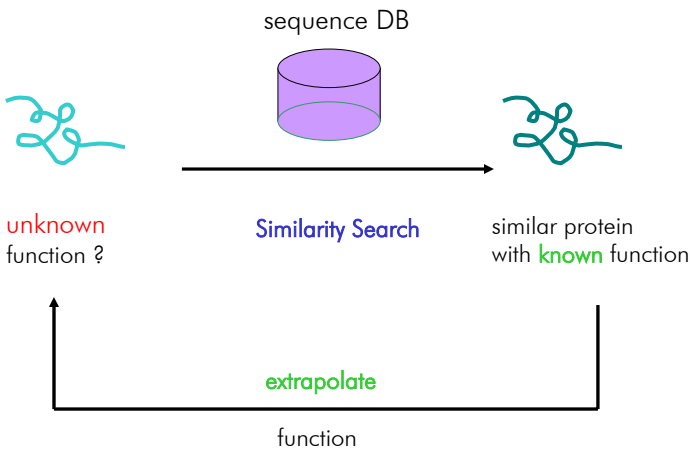 sequence DB
unknown
function ?
Similarity Search
similar protein
with known function
extrapolate
function